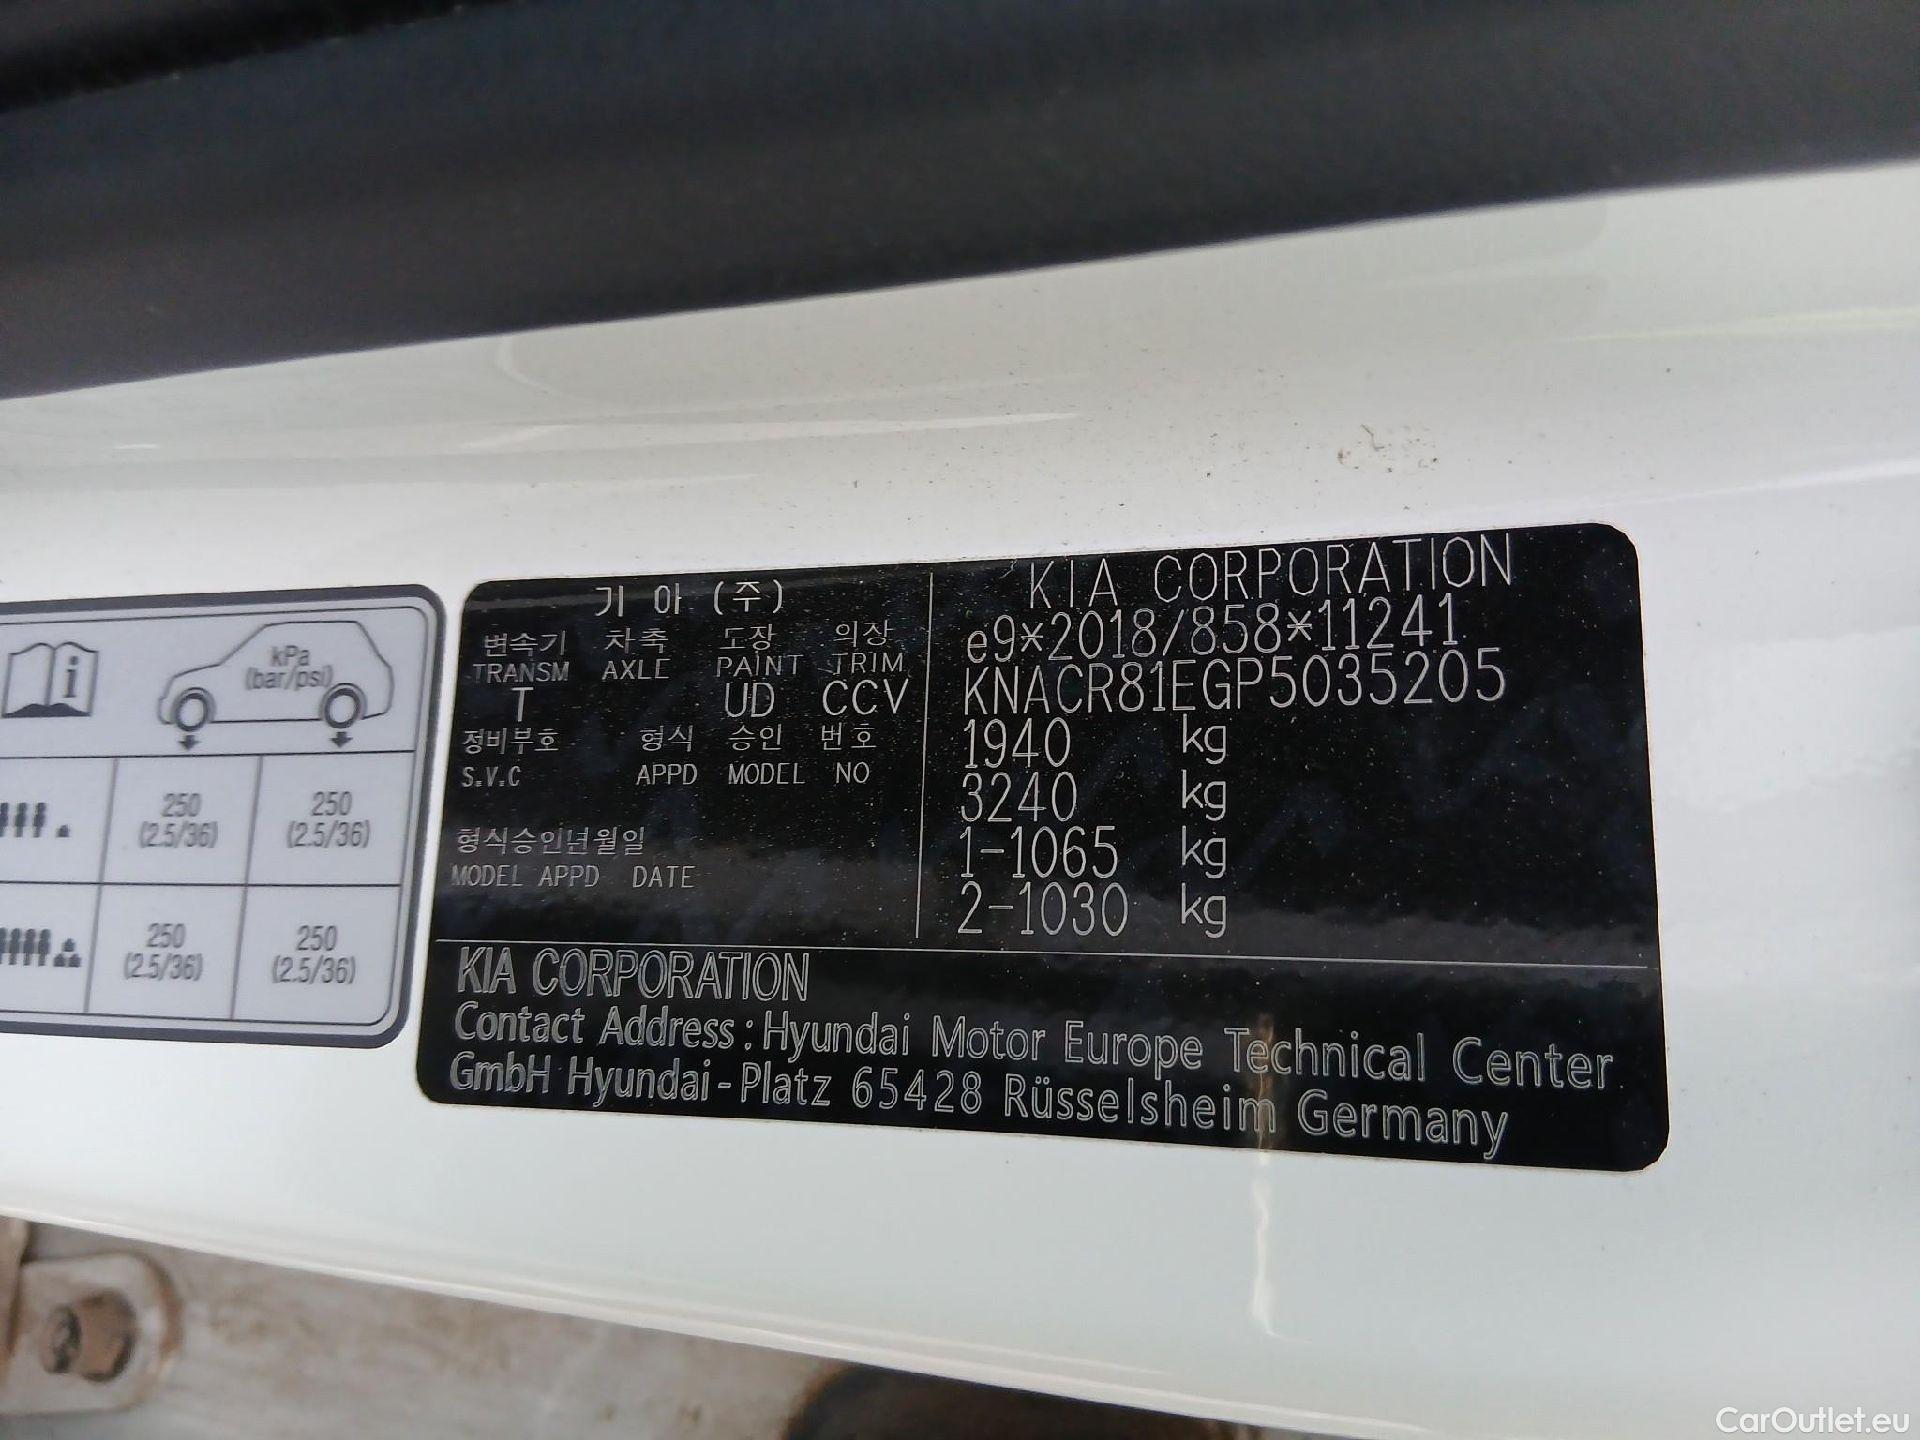 kPa
(bar/psi)
250
(2.5/36)
250
(2.5/36)
250
(2.5/36)
250
(2.5/36)
기 아 (주)
변속기 차축 도장 의장
TRANSM AXLE PAINT TRIM
T UD CCV
정비부호 형식 승인 번호
S.V.C APPD MODEL NO
형식승인년월일
MODEL APPD DATE
KIA CORPORATION
e9*2018/858*11241
KNACR81EGP5035205
1940 kg
3240 kg
1-1065 kg
2-1030 kg
KIA CORPORATION
Contact Address : Hyundai Motor Europe Technical Center
GmbH Hyundai-Platz 65428 Rüsselsheim Germany
CarOutlet.eu